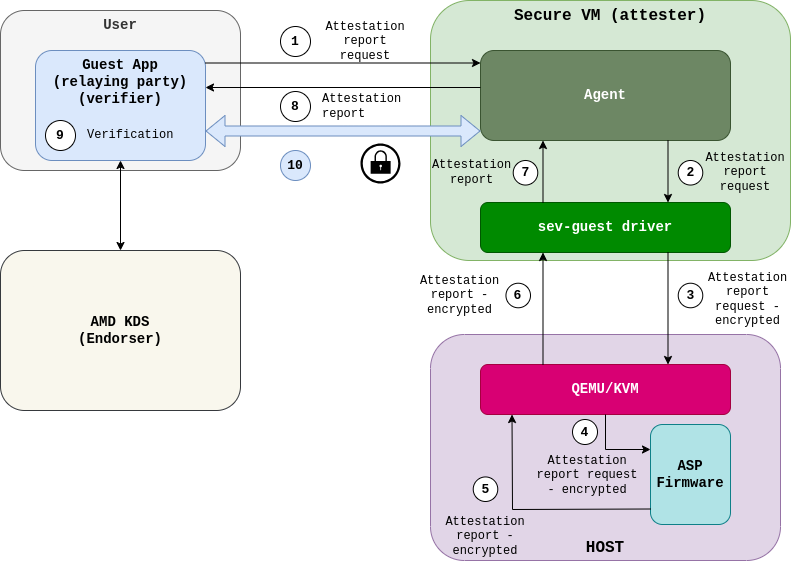 User
Guest App
(relaying party)
(verifier)
9
Verification
1
Attestation
report
request
8
Attestation
report
10
Secure VM (attester)
Agent
Attestation
report
7
2
Attestation
report
request
sev-guest driver
Attestation
report -
encrypted
6
3
Attestation
report
request -
encrypted
AMD KDS
(Endorser)
QEMU/KVM
4
Attestation
report request
- encrypted
5
Attestation
report -
encrypted
ASP
Firmware
HOST